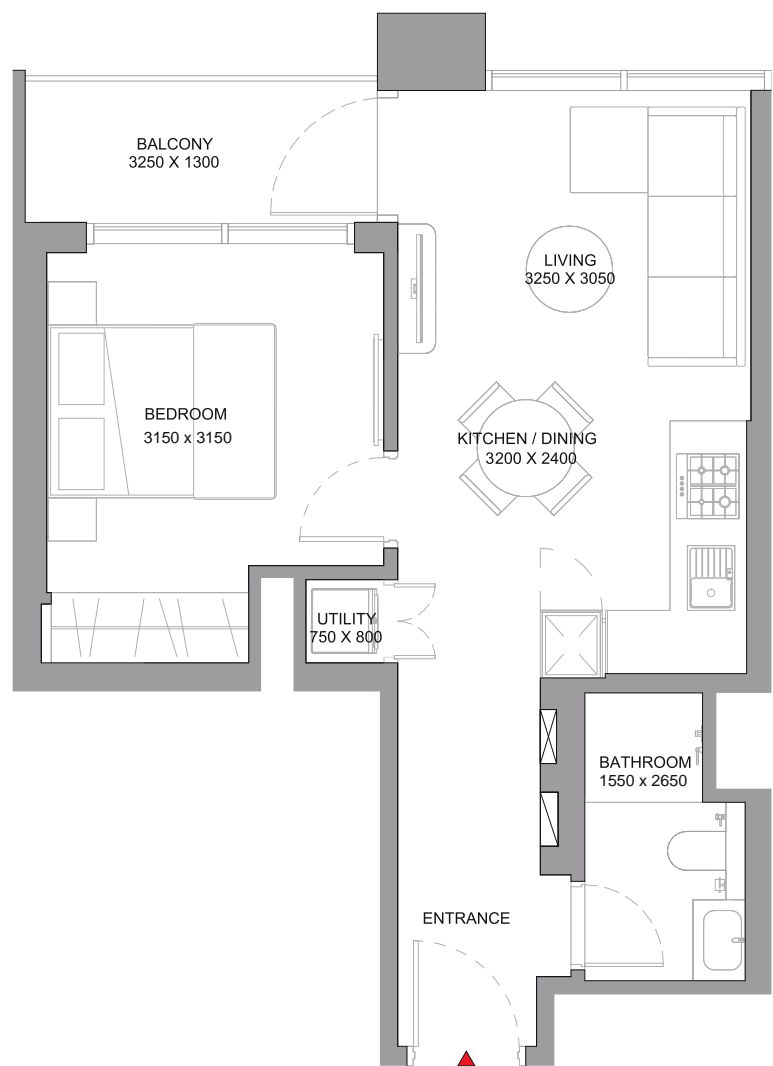 BALCONY
3250 X 1300
LIVING
3250 X 3050
BEDROOM
3150 x 3150
KITCHEN / DINING
3200 X 2400
UTILITY
750 X 800
BATHROOM
1550 x 2650
ENTRANCE